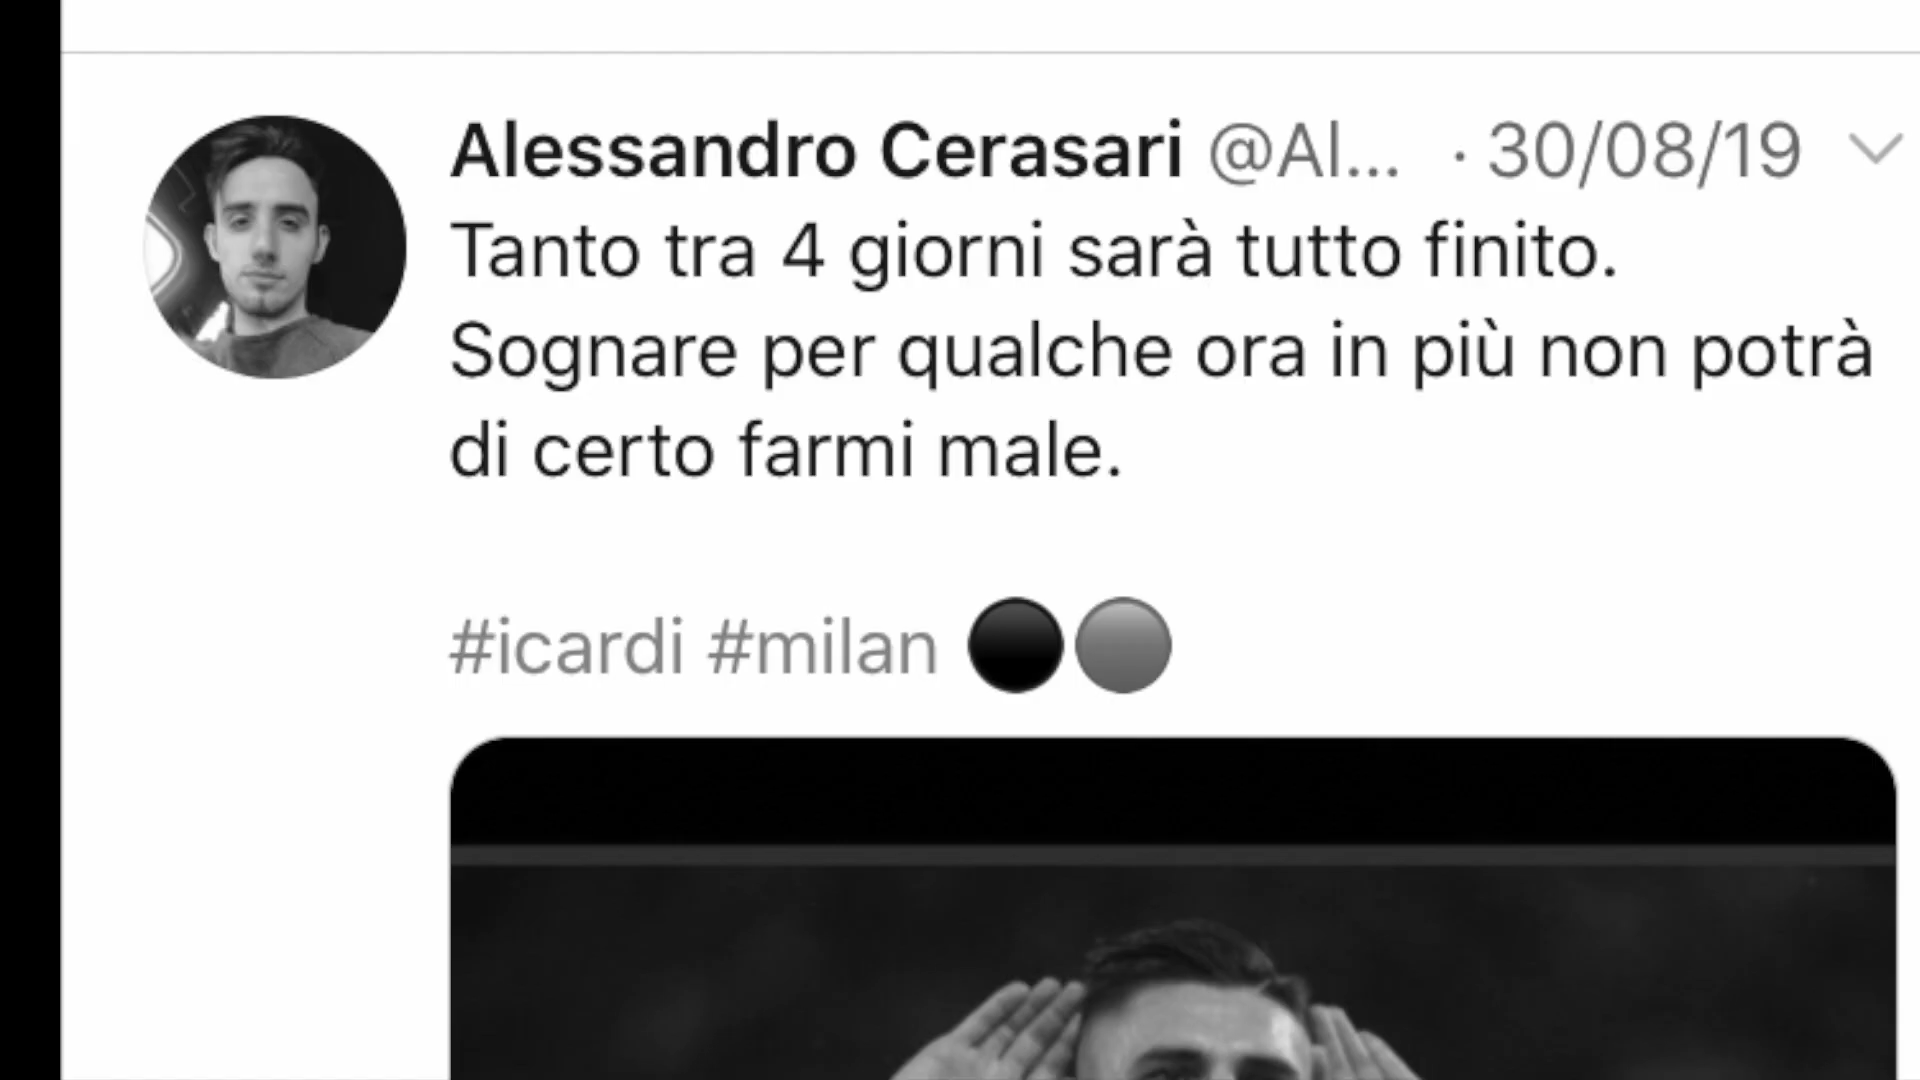 Alessandro Cerasari @Al... · 30/08/19
Tanto tra 4 giorni sarà tutto finito.
Sognare per qualche ora in più non potrà
di certo farmi male.
#icardi #milan